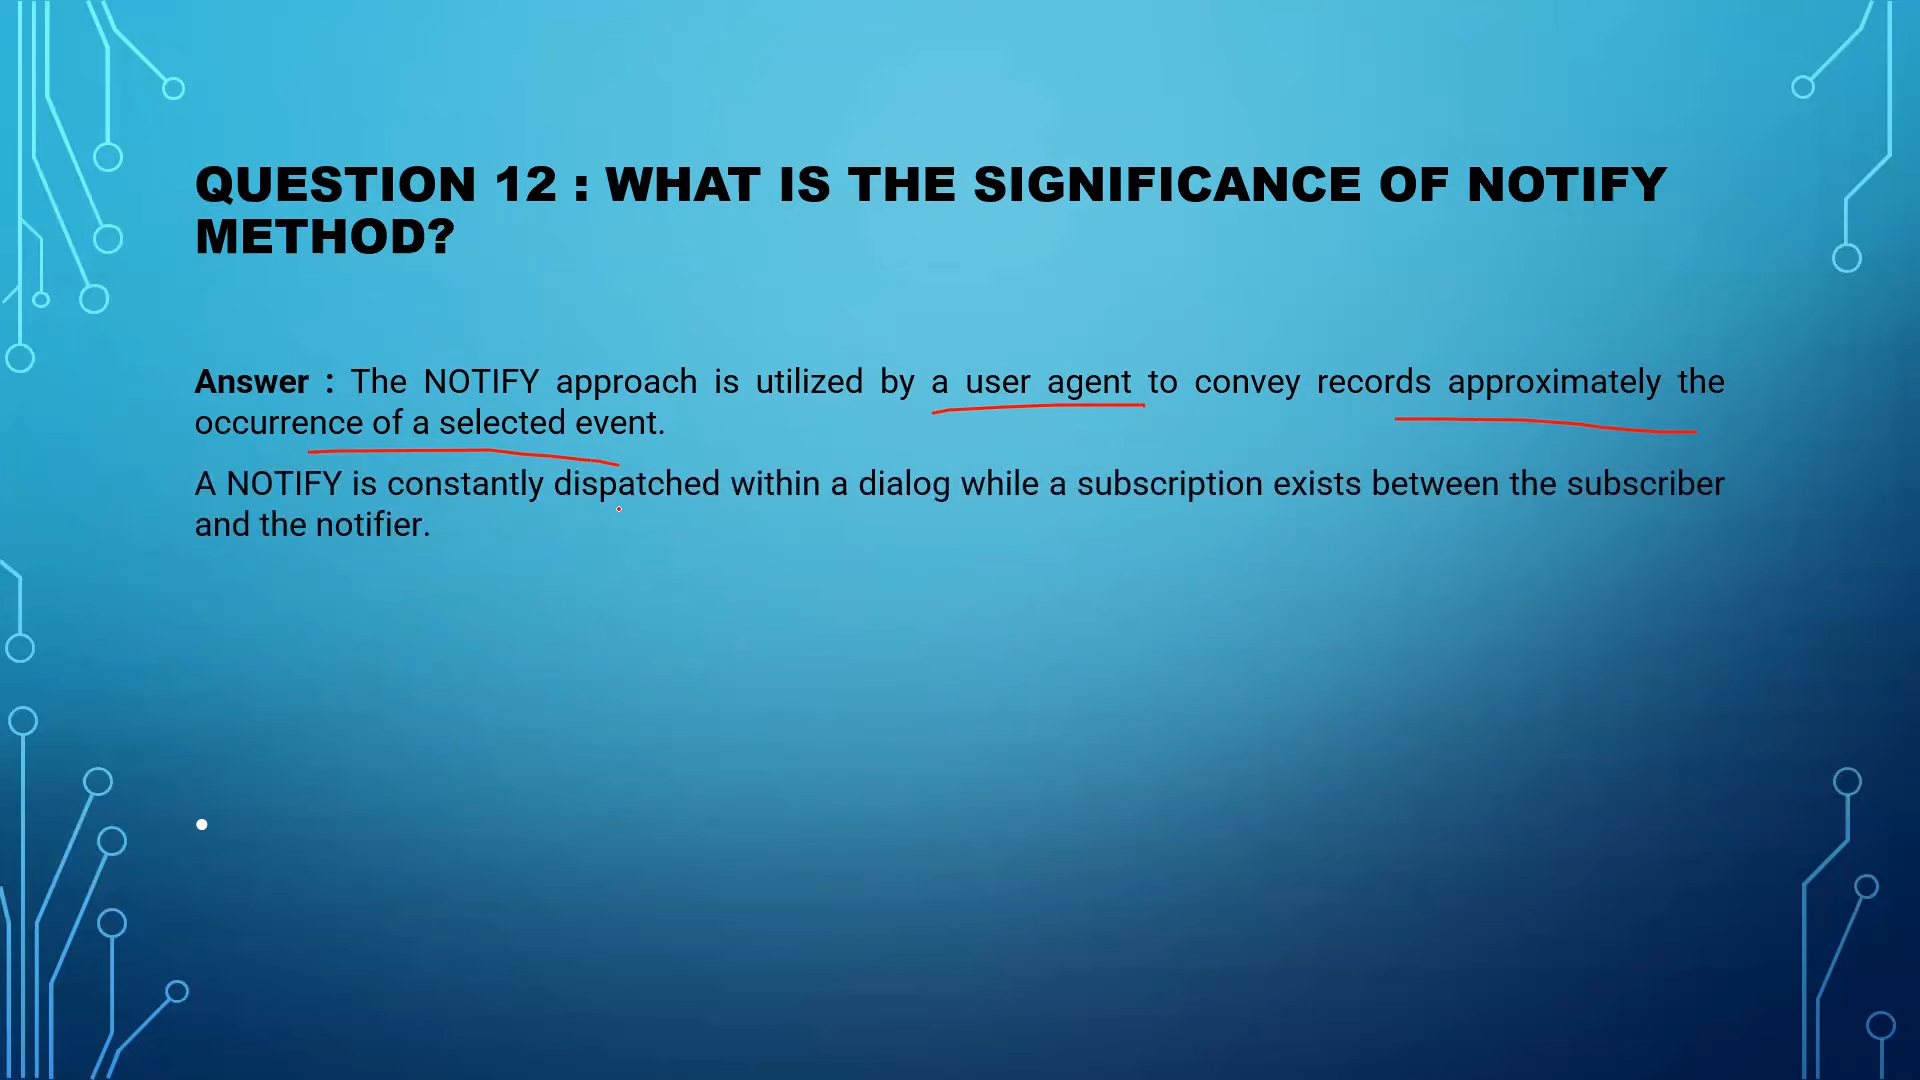 QUESTION 12 : WHAT IS THE SIGNIFICANCE OF NOTIFY
METHOD?
Answer : The NOTIFY approach is utilized by a user agent to convey records approximately the
occurrence of a selected event.
A NOTIFY is constantly dispatched within a dialog while a subscription exists between the subscriber
and the notifier.